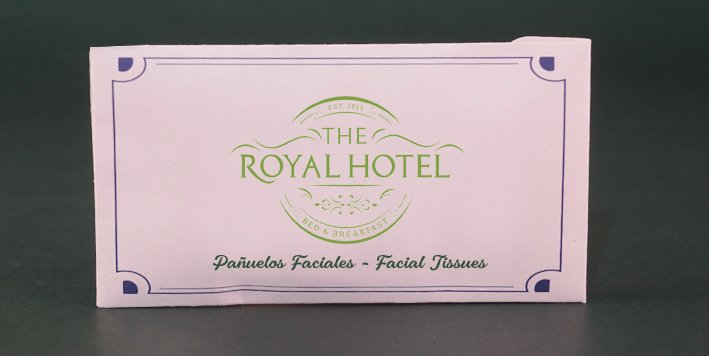 EST. 2015
THE
ROYAL HOTEL
BED & BREAKFAST
Pañuelos Faciales - Facial Tissues